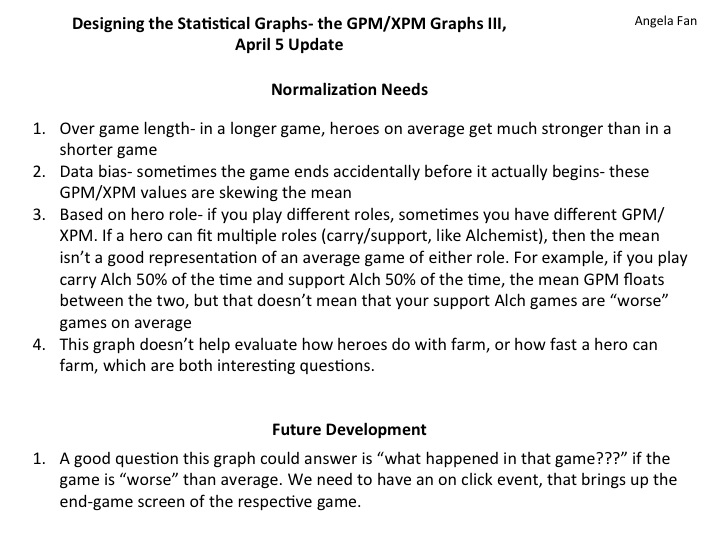 Designing the Statistical Graphs- the GPM/XPM Graphs III,
April 5 Update
Angela Fan
Normalization Needs
1. Over game length- in a longer game, heroes on average get much stronger than in a
shorter game
2. Data bias- sometimes the game ends accidentally before it actually begins- these
GPM/XPM values are skewing the mean
3. Based on hero role- if you play different roles, sometimes you have different GPM/
XPM. If a hero can fit multiple roles (carry/support, like Alchemist), then the mean
isn’t a good representation of an average game of either role. For example, if you play
carry Alch 50% of the time and support Alch 50% of the time, the mean GPM floats
between the two, but that doesn’t mean that your support Alch games are “worse”
games on average
4. This graph doesn’t help evaluate how heroes do with farm, or how fast a hero can
farm, which are both interesting questions.
Future Development
1. A good question this graph could answer is “what happened in that game???” if the
game is “worse” than average. We need to have an on click event, that brings up the
end-game screen of the respective game.